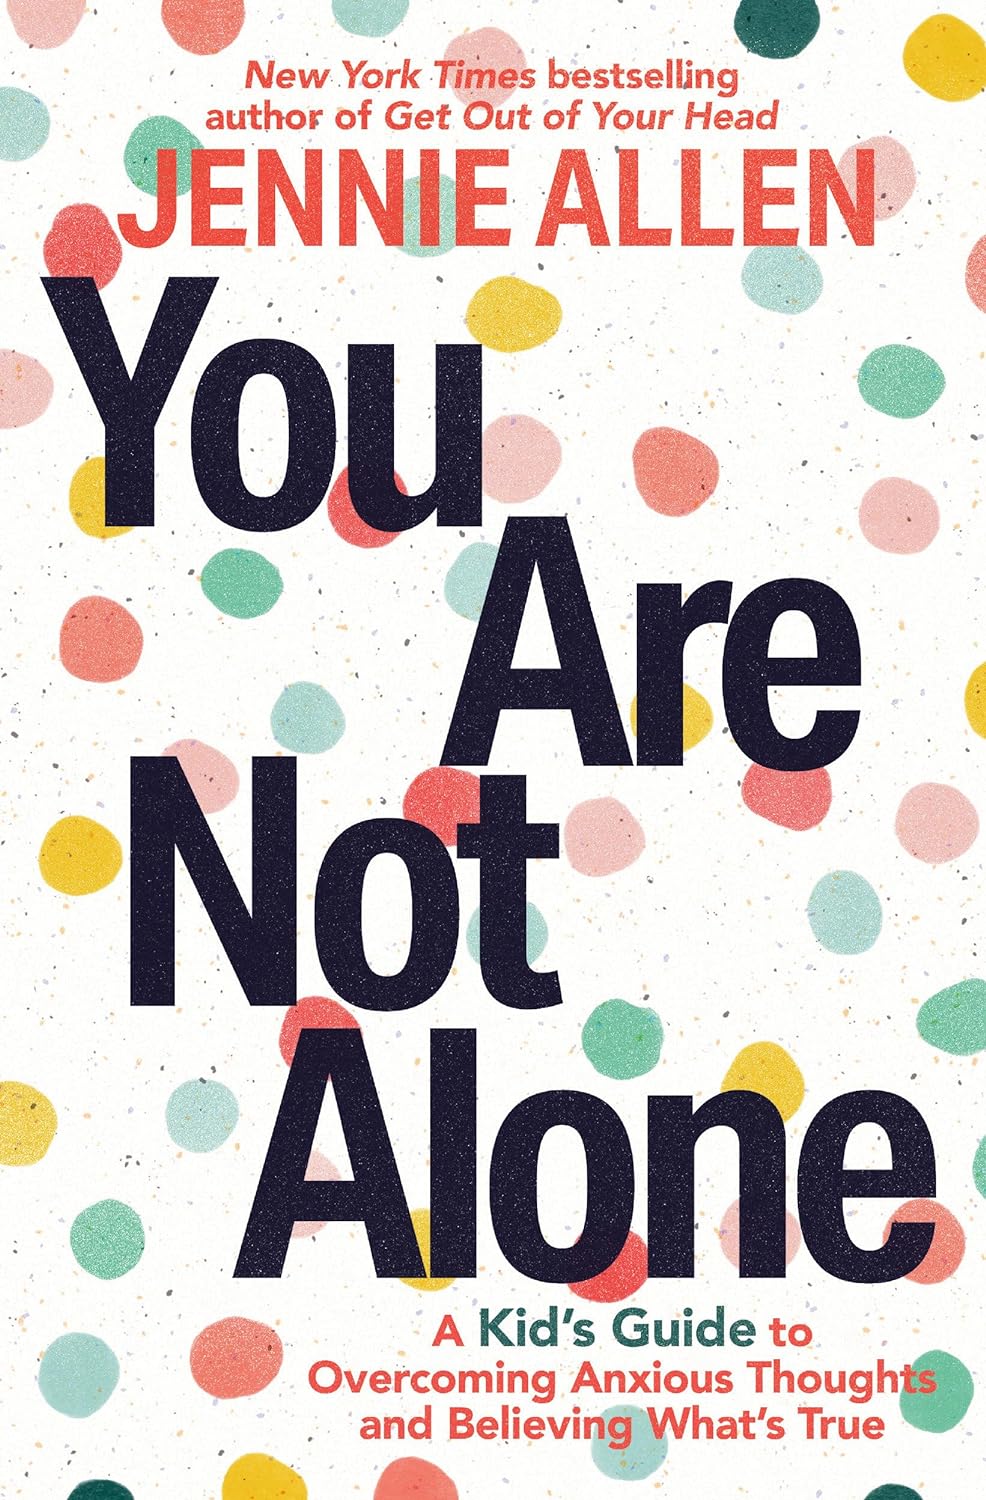 New York Times bestselling
author of Get Out of Your Head
JENNIE ALLEN
You
Are
Not
Alone
A Kid's Guide to
Overcoming Anxious Thoughts
and Believing What's True